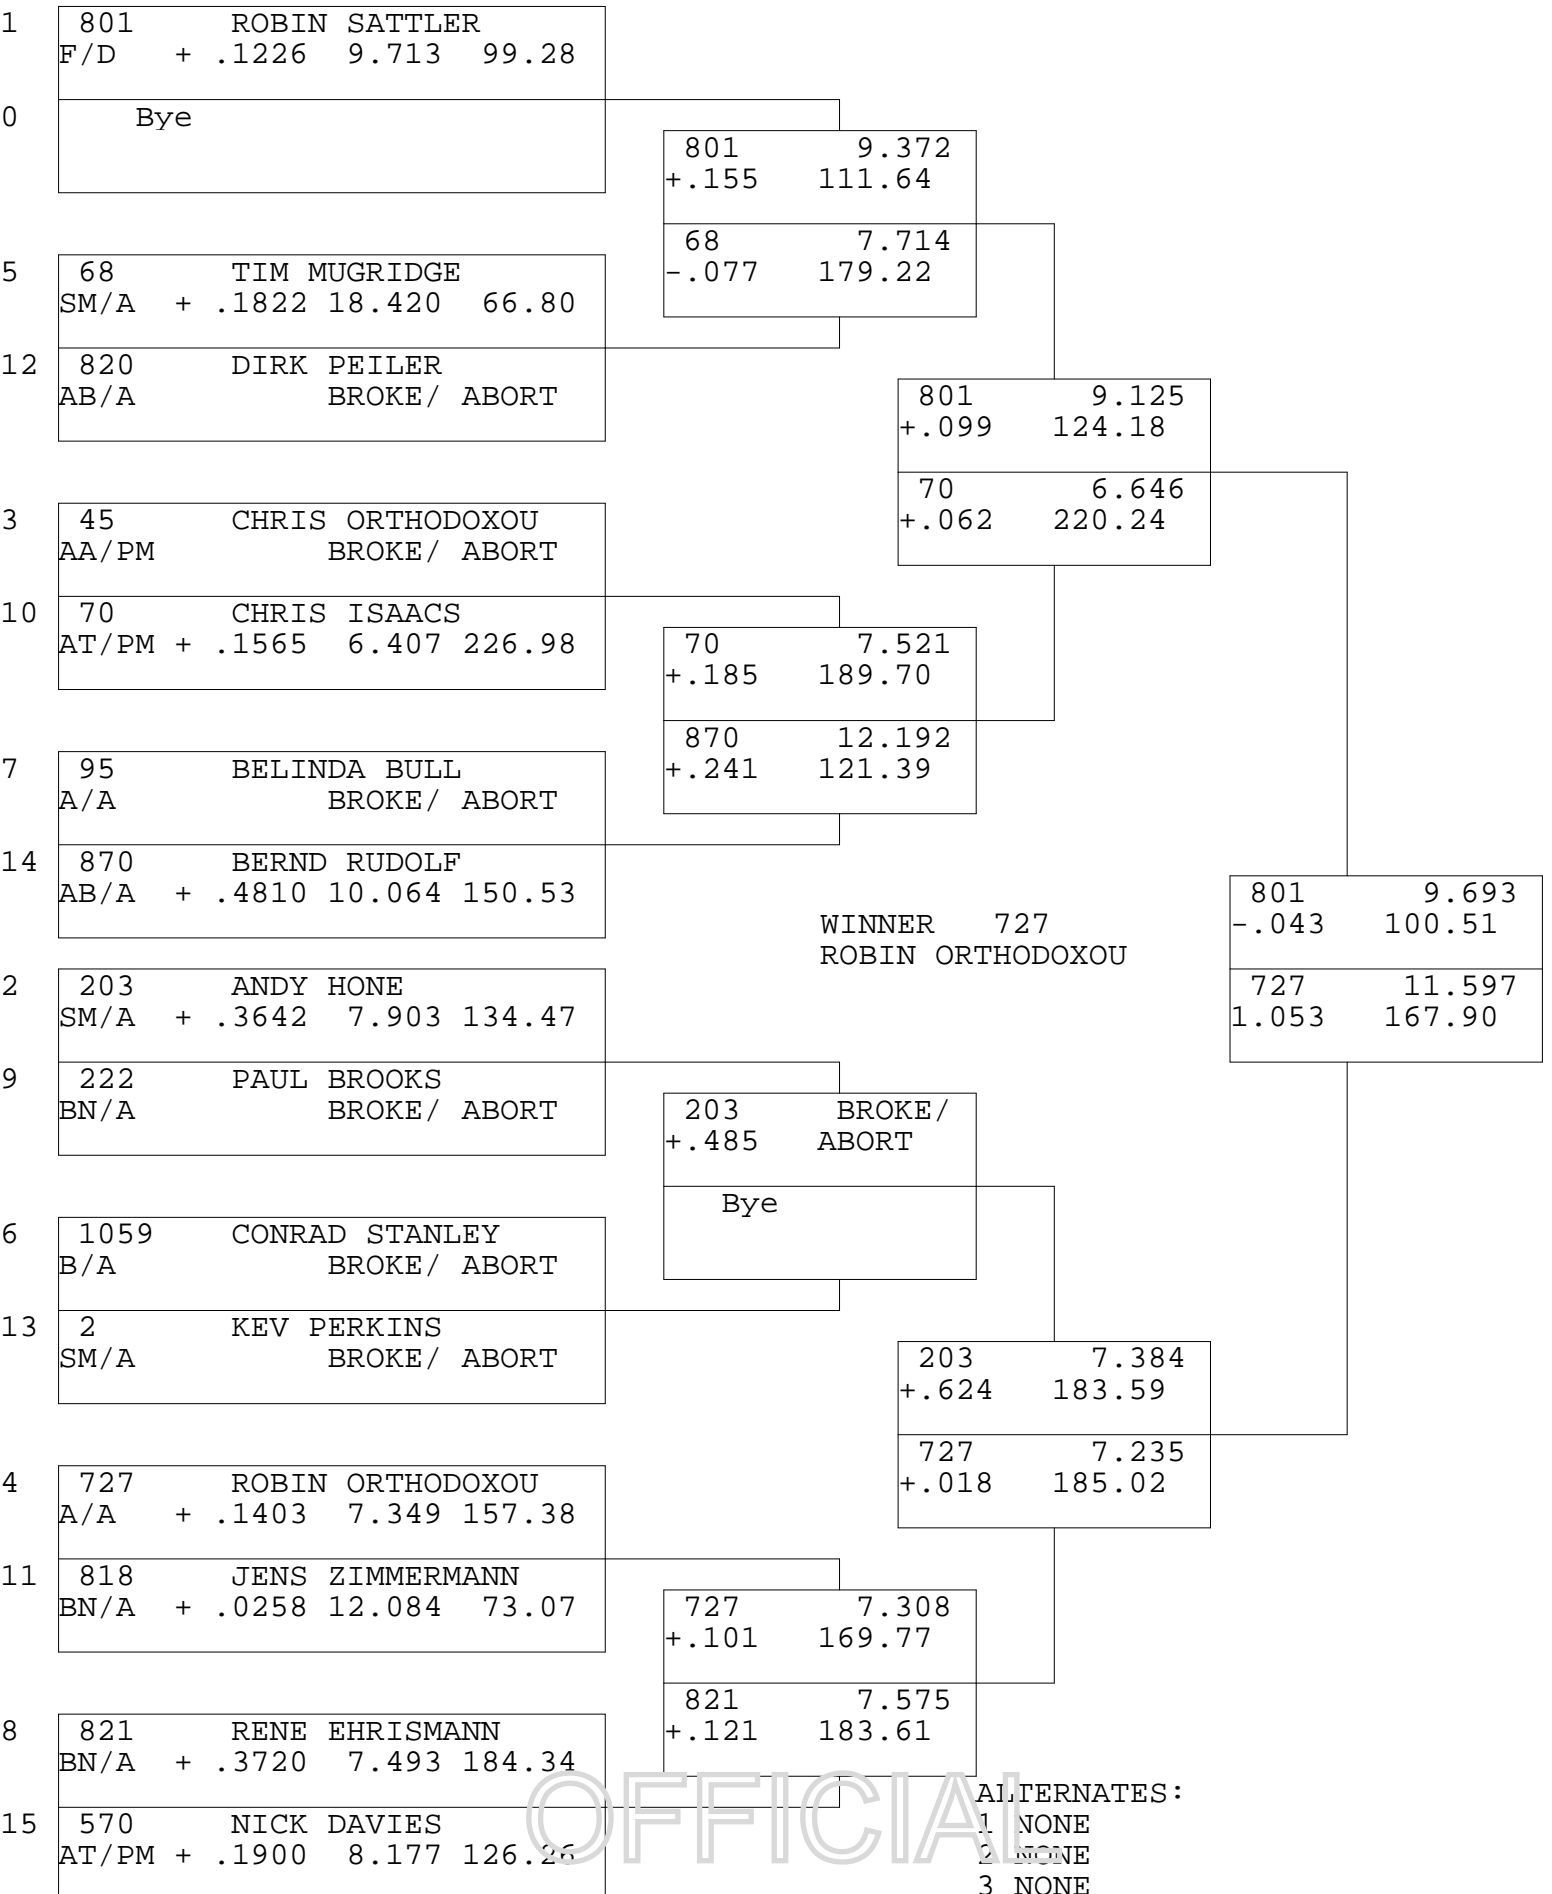 1 801 ROBIN SATTLER
F/D + .1226 9.713 99.28
0 Bye
801 9.372
+.155 111.64
68 7.714
-.077 179.22
5 68 TIM MUGRIDGE
SM/A + .1822 18.420 66.80
12 820 DIRK PEILER
AB/A BROKE/ ABORT
801 9.125
+.099 124.18
70 6.646
+.062 220.24
3 45 CHRIS ORTHODOXOU
AA/PM BROKE/ ABORT
10 70 CHRIS ISAACS
AT/PM + .1565 6.407 226.98
70 7.521
+.185 189.70
870 12.192
+.241 121.39
7 95 BELINDA BULL
A/A BROKE/ ABORT
14 870 BERND RUDOLF
AB/A + .4810 10.064 150.53
WINNER 727
ROBIN ORTHODOXOU
801 9.693
-.043 100.51
727 11.597
1.053 167.90
2 203 ANDY HONE
SM/A + .3642 7.903 134.47
9 222 PAUL BROOKS
BN/A BROKE/ ABORT
203 BROKE/
+.485 ABORT
Bye
6 1059 CONRAD STANLEY
B/A BROKE/ ABORT
13 2 KEV PERKINS
SM/A BROKE/ ABORT
203 7.384
+.624 183.59
727 7.235
+.018 185.02
4 727 ROBIN ORTHODOXOU
A/A + .1403 7.349 157.38
11 818 JENS ZIMMERMANN
BN/A + .0258 12.084 73.07
727 7.308
+.101 169.77
821 7.575
+.121 183.61
8 821 RENE EHRISMANN
BN/A + .3720 7.493 184.34
15 570 NICK DAVIES
AT/PM + .1900 8.177 126.26
OFFICIAL
ALTERNATES:
1 NONE
2 NONE
3 NONE